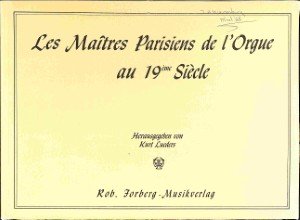 Les Maîtres Parisiens de l'Orgue
au 19ème Siècle
Herausgegeben von
Kurt Lueders
Rob. Forberg - Musikverlag